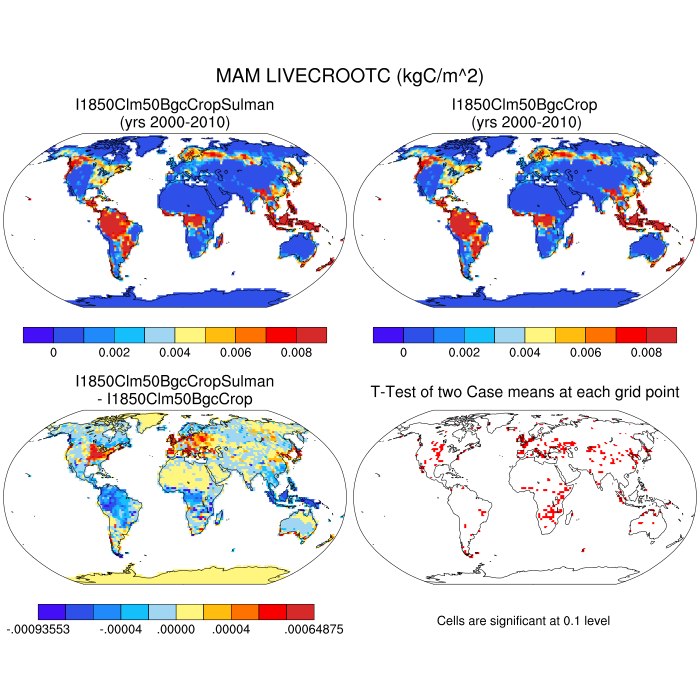 MAM LIVECROOTC (kgC/m^2)
I1850Clm50BgcCropSulman
(yrs 2000-2010)
I1850Clm50BgcCrop
(yrs 2000-2010)
0 0.002 0.004 0.006 0.008
0 0.002 0.004 0.006 0.008
I1850Clm50BgcCropSulman
- I1850Clm50BgcCrop
T-Test of two Case means at each grid point
-.00093553 -.00004 .00000 .00004 .00064875
Cells are significant at 0.1 level